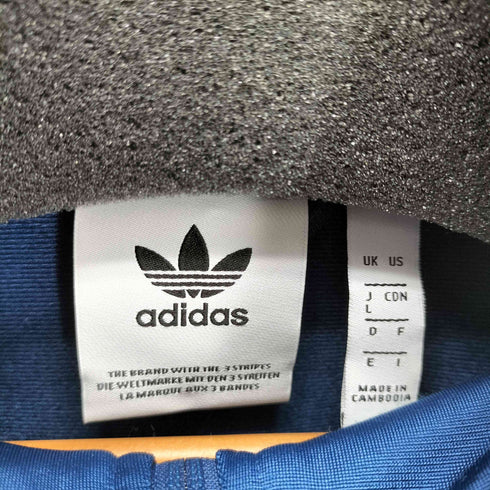 adidas
THE BRAND WITH THE 3 STRIPES
DIE WELTMARKE MIT DEN 3 STREIFEN
LA MARQUE AUX 3 BANDES
UK US
J CDN
L
D F
E I
MADE IN
CAMBODIA